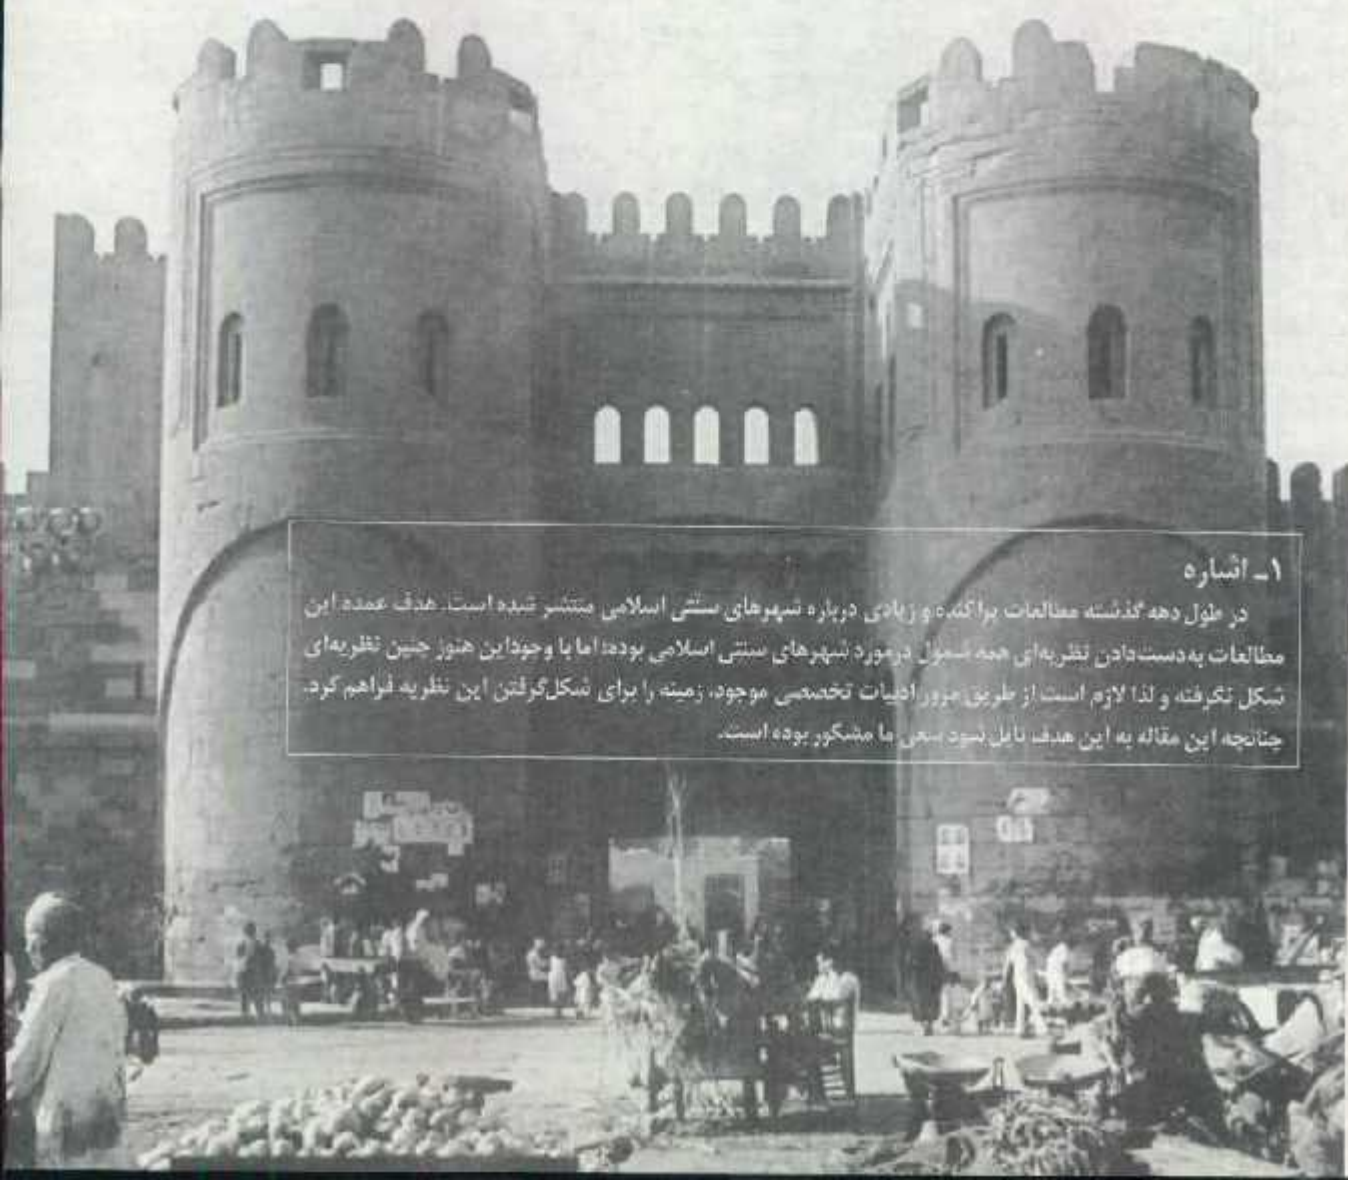 ۱ـ اشاره
در طول دهه گذشته مطالعات پراکنده و زیادی درباره شهرهای سنتی اسلامی منتشر شده است. هدف عمده این
مطالعات به‌دست‌دادن نظریه‌ای همه شمول درمورد شهرهای سنتی اسلامی بوده؛ اما با وجوداین هنوز چنین نظریه‌ای
شکل نگرفته و لذا لازم است از طریق مرور ادبیات تخصصی موجود، زمینه را برای شکل‌گرفتن این نظریه فراهم کرد.
چنانچه این مقاله به این هدف نایل شود سعی ما مشکور بوده است.